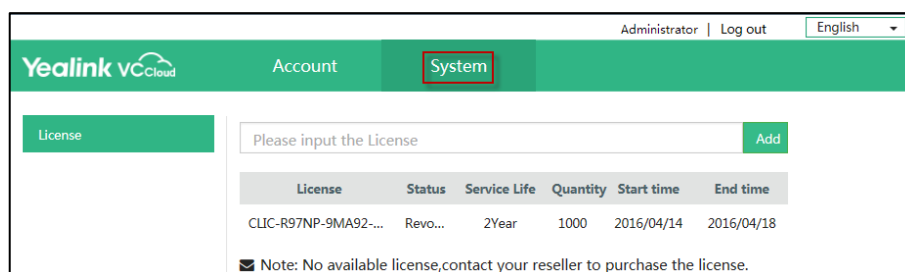 Administrator | Log out English
Yealink VCCloud Account System
License
Please input the License Add
License Status Service Life Quantity Start time End time
CLIC-R97NP-9MA92-... Revo... 2Year 1000 2016/04/14 2016/04/18
Note: No available license,contact your reseller to purchase the license.